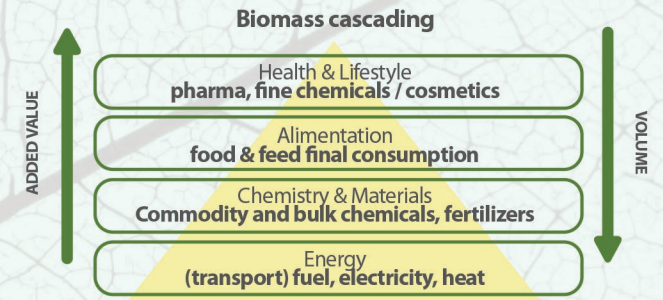 Biomass cascading
Health & Lifestyle
pharma, fine chemicals / cosmetics
Alimentation
food & feed final consumption
Chemistry & Materials
Commodity and bulk chemicals, fertilizers
Energy
(transport) fuel, electricity, heat
ADDED VALUE
VOLUME